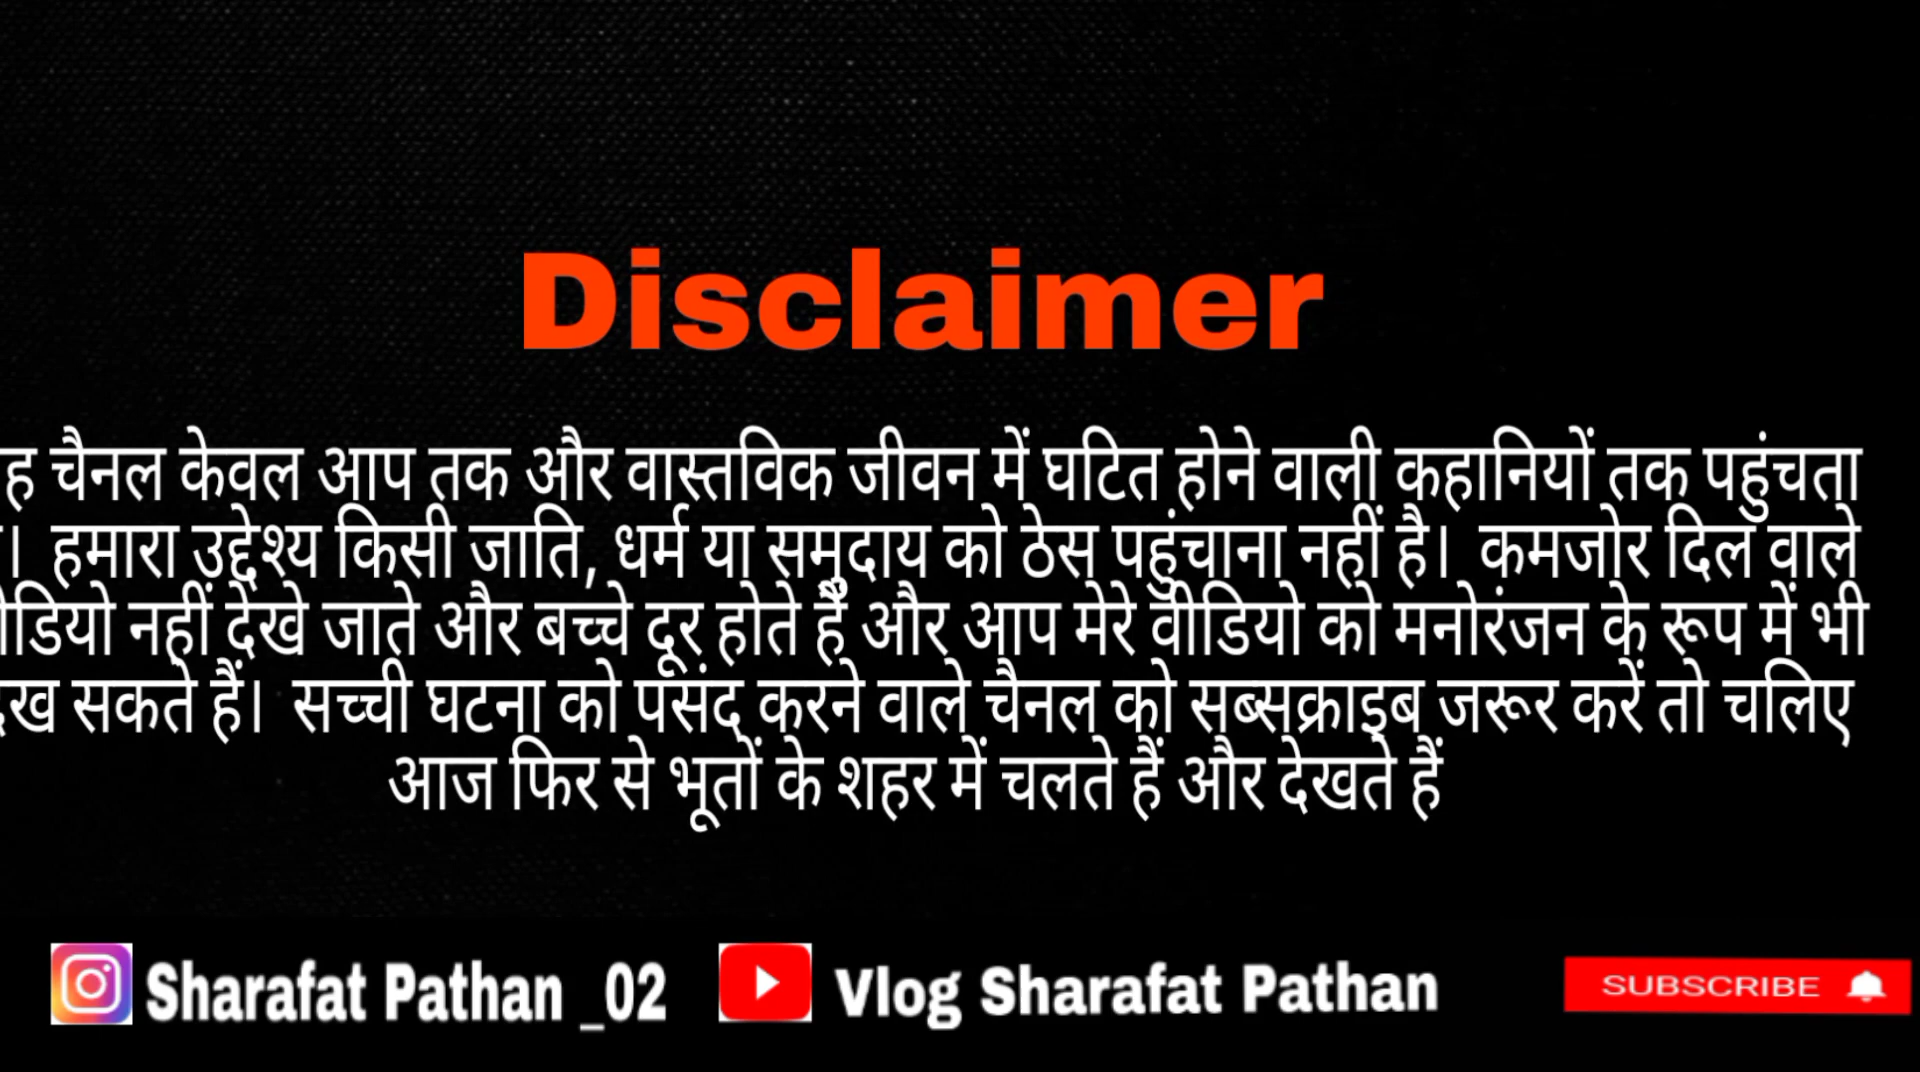 Disclaimer
ह चैनल केवल आप तक और वास्तविक जीवन में घटित होने वाली कहानियों तक पहुंचता
। हमारा उद्देश्य किसी जाति, धर्म या समुदाय को ठेस पहुंचाना नहीं है। कमजोर दिल वाले
डियो नहीं देखे जाते और बच्चे दूर होते हैं और आप मेरे वीडियो को मनोरंजन के रूप में भी
ख सकते हैं। सच्ची घटना को पसंद करने वाले चैनल को सब्सक्राइब जरूर करें तो चलिए
आज फिर से भूतों के शहर में चलते हैं और देखते हैं
Sharafat Pathan _02 Vlog Sharafat Pathan SUBSCRIBE